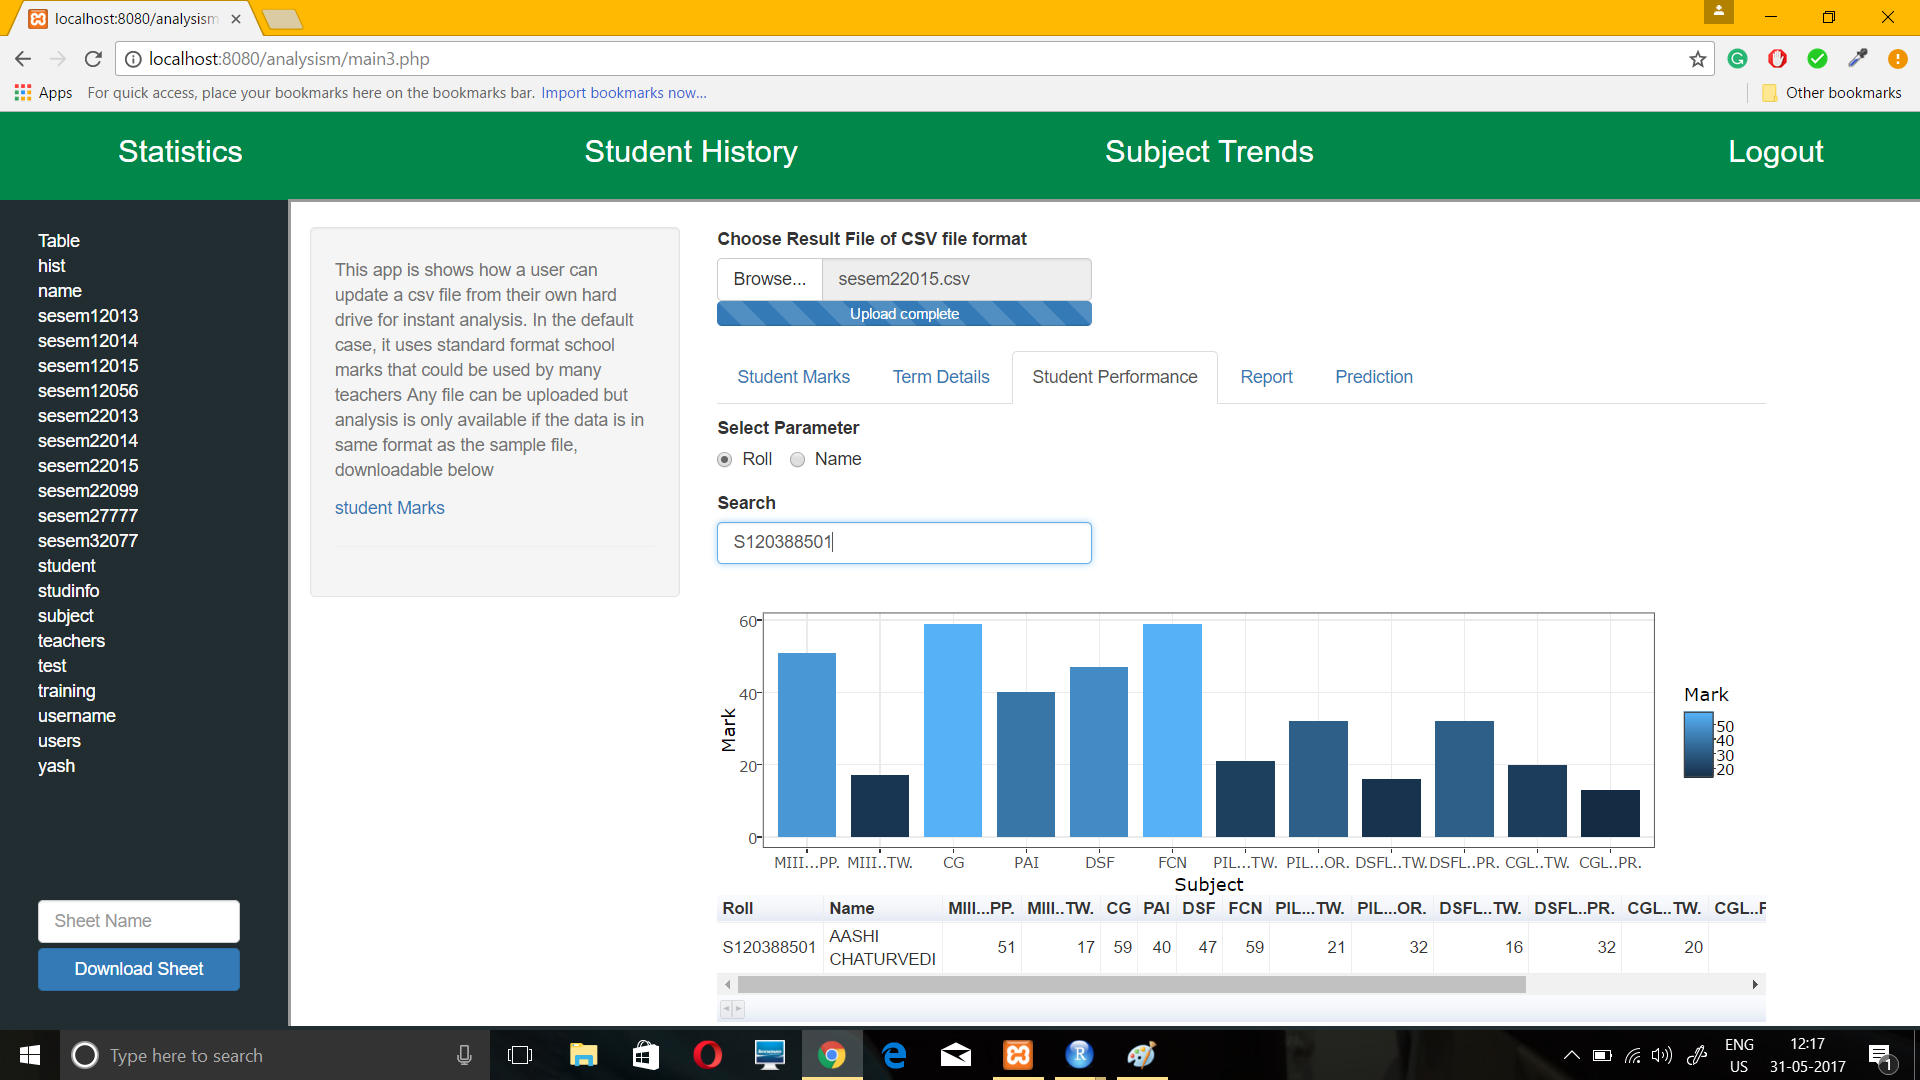 localhost:8080/analysism
localhost:8080/analysism/main3.php
Apps For quick access, place your bookmarks here on the bookmarks bar. Import bookmarks now... Other bookmarks
Statistics Student History Subject Trends Logout
Table
hist
name
sesem12013
sesem12014
sesem12015
sesem12056
sesem22013
sesem22014
sesem22015
sesem22099
sesem27777
sesem32077
student
studinfo
subject
teachers
test
training
username
users
yash
Sheet Name
Download Sheet
This app is shows how a user can
update a csv file from their own hard
drive for instant analysis. In the default
case, it uses standard format school
marks that could be used by many
teachers Any file can be uploaded but
analysis is only available if the data is in
same format as the sample file,
downloadable below
student Marks
Choose Result File of CSV file format
Browse... sesem22015.csv
Upload complete
Student Marks Term Details Student Performance Report Prediction
Select Parameter
Roll Name
Search
S120388501
Mark
60
40
20
0
MIII...PP. MIII..TW. CG PAI DSF FCN PIL...TW. PIL...OR. DSFL..TW. DSFL..PR. CGL..TW. CGL..PR.
Subject
Mark
50
40
30
20
Roll Name MIII...PP. MIII..TW. CG PAI DSF FCN PIL...TW. PIL...OR. DSFL..TW. DSFL..PR. CGL..TW. CGL..F
S120388501 AASHI CHATURVEDI 51 17 59 40 47 59 21 32 16 32 20
Type here to search
ENG
US
12:17
31-05-2017
1